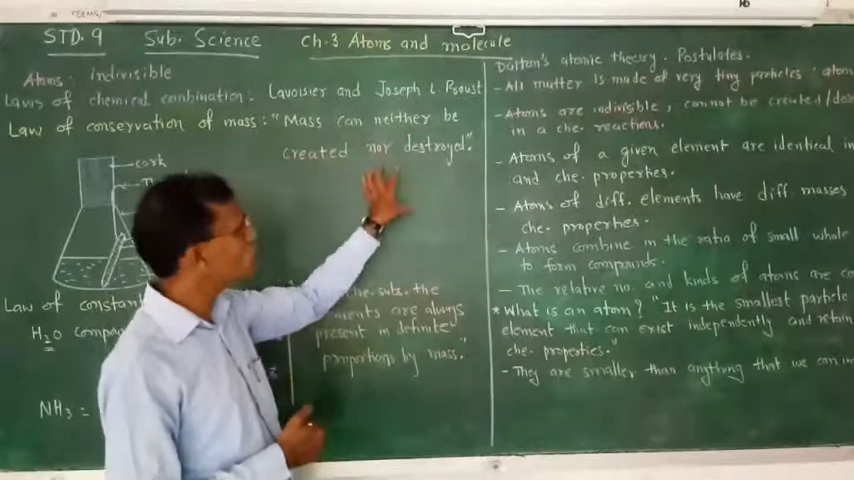 STD.9 Sub. Science Ch.3 Atoms and molecule
Atoms: Indivisible
Laws of chemical combination: Lavoisier and Joseph L. Proust
Law of conservation of mass: "Mass can neither be
created nor destroyed."
cork
Law of constant
H2O
NH3 =
che. sub. the
elements are always
present in definite
proportions by mass."
Dalton's atomic theory. Postulates.
- All mutter is made of very tiny particles
- Atoms are indivisible, cannot be created/
in a che. reactions.
- Atoms of a given element are identical in
and che. properties.
- Atoms of diff. elements have diff. masses
che. properties.
- Atoms combine in the ratio of small whole
to form compounds.
- The relative no. and kinds of atoms are
* What is an atom? "It is the smallest particle
element that can exist independently and retain
che. properties."
- They are smaller than anything that we can